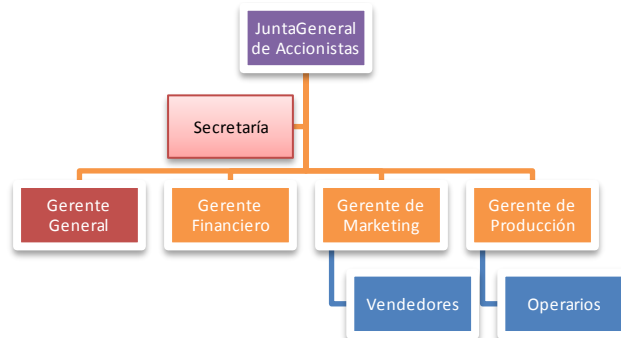 JuntaGeneral
de Accionistas
Secretaría
Gerente
General
Gerente
Financiero
Gerente de
Marketing
Gerente de
Producción
Vendedores
Operarios